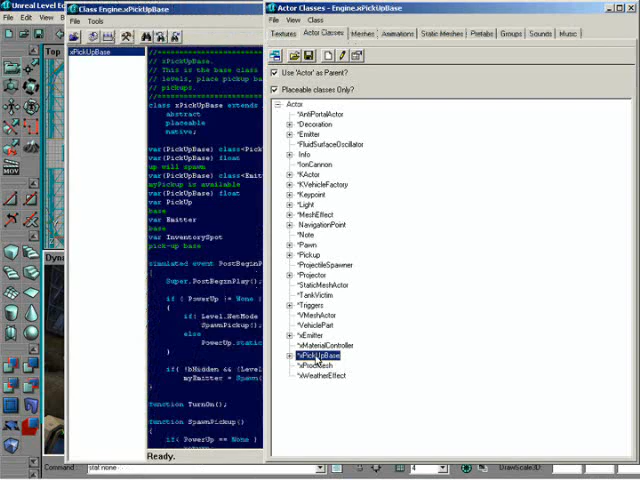 Unreal Level Ed
File Edit View
Top
MOV
Dyna
Class Engine.xPickUpBase
File Tools
xPickUpBase
//=====================
// xPickUpBase.
// This is the base class
// levels, place pickup bas
// pickups.
//=====================
class xPickUpBase extends
abstract
placeable
native;
var(PickUpBase) class<Pick
var(PickUpBase) float
up will spawn
var(PickUpBase) class<Emit
myPickup is available
var(PickUpBase) float
var PickUp
base
var Emitter
base
var InventorySpot
pick-up base
simulated event PostBeginP
{
Super.PostBeginPlay();
if ( PowerUp != None )
{
if( Level.NetMode
SpawnPickup();
else
PowerUp.static.
}
if ( !bHidden && (Level
myEmitter = Spawn(
}
function TurnOn();
function SpawnPickup()
{
if( PowerUp == None )
Ready.
Actor Classes - Engine.xPickUpBase
File View Class
Textures Actor Classes Meshes Animations Static Meshes Prefabs Groups Sounds Music
Use 'Actor' as Parent?
Placeable classes Only?
Actor
*AntiPortalActor
*Decoration
*Emitter
*FluidSurfaceOscillator
Info
*IonCannon
*KActor
*KVehicleFactory
*Keypoint
*Light
*MeshEffect
NavigationPoint
*Note
*Pawn
*Pickup
*ProjectileSpawner
*Projector
*StaticMeshActor
*TankVictim
*Triggers
*VMeshActor
*VehiclePart
*xEmitter
*xMaterialController
*xPickUpBase
*xProcMesh
*xWeatherEffect
Command : stat none
4
DrawScale3D: